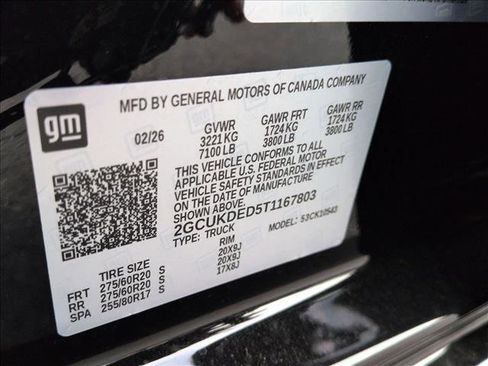 gm
MFD BY GENERAL MOTORS OF CANADA COMPANY
02/26 GVWR GAWR FRT GAWR RR
3221 KG 1724 KG 1724 KG
7100 LB 3800 LB 3800 LB
THIS VEHICLE CONFORMS TO ALL
APPLICABLE U.S. FEDERAL MOTOR
VEHICLE SAFETY STANDARDS IN EFFECT
ON THE DATE OF MANUFACTURE SHOWN ABOVE.
2GCUKDED5T1167803
TYPE: TRUCK 53CK10543
TIRE SIZE RIM
FRT 275/60R20 S 20X9J
RR 275/60R20 S 20X9J
SPA 255/80R17 S 17X8J